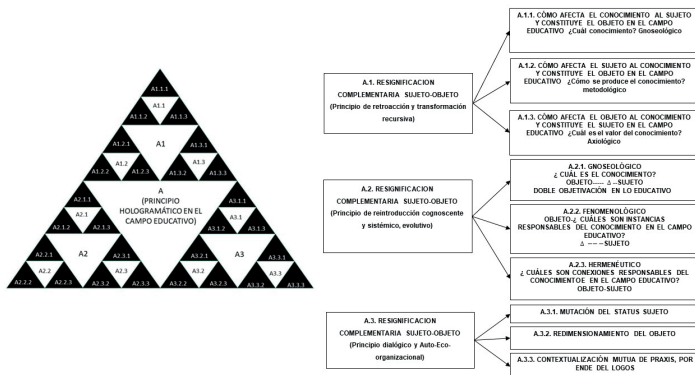 A1.1.1
A1.1
A1.1.2 A1.1.3
A1
A1.2.1 A1.3.1
A1.2 A1.3
A1.2.2 A1.2.3 A1.3.2 A1.3.3
A
(PRINCIPIO
HOLOGRAMÁTICO EN EL
CAMPO EDUCATIVO)
A2.1.1 A3.1.1
A2.1 A3.1
A2.1.2 A2.1.3 A3.1.2 A3.1.3
A2 A3
A2.2.1 A2.3.1 A3.2.1 A3.3.1
A2.2 A2.3 A3.2 A3.3
A2.2.2 A2.2.3 A2.3.2 A2.3.3 A3.2.2 A3.2.3 A3.3.2 A3.3.3
A.1. RESIGNIFICACION
COMPLEMENTARIA SUJETO-OBJETO
(Principio de retroacción y transformación
recursiva)
A.1.1. CÓMO AFECTA EL CONOCIMIENTO AL SUJETO
Y CONSTITUYE EL OBJETO EN EL CAMPO
EDUCATIVO ¿Cuál conocimiento? Gnoseológico
A.1.2. CÓMO AFECTA EL SUJETO AL CONOCIMIENTO
Y CONSTITUYE EL OBJETO EN EL CAMPO
EDUCATIVO ¿Cómo se produce el conocimiento?
metodológico
A.1.3. CÓMO AFECTA EL OBJETO AL CONOCIMIENTO
Y CONSTITUYE EL SUJETO EN EL CAMPO
EDUCATIVO ¿Cuál es el valor del conocimiento?
Axiológico
A.2. RESIGNIFICACION
COMPLEMENTARIA SUJETO-OBJETO
(Principio de reintroducción cognoscente
y sistémico, evolutivo)
A.2.1. GNOSEOLÓGICO
¿ CUÁL ES EL CONOCIMIENTO?
OBJETO----- Δ --SUJETO
DOBLE OBJETIVACIÓN EN LO EDUCATIVO
A.2.2. FENOMENOLÓGICO
OBJETO-¿ CUÁLES SON INSTANCIAS
RESPONSABLES DEL CONOCIMIENTO EN EL CAMPO
EDUCATIVO?
Δ – – – SUJETO
A.2.3. HERMENÉUTICO
¿ CUÁLES SON CONEXIONES RESPONSABLES DEL
CONOCIMIENTOE EN EL CAMPO EDUCATIVO?
OBJETO-SUJETO
A.3. RESIGNIFICACION
COMPLEMENTARIA SUJETO-OBJETO
(Principio dialógico y Auto-Eco-
organizacional)
A.3.1. MUTACIÓN DEL STATUS SUJETO
A.3.2. REDIMENSIONAMIENTO DEL OBJETO
A.3.3. CONTEXTUALIZACIÓN MUTUA DE PRAXIS, POR
ENDE DEL LOGOS